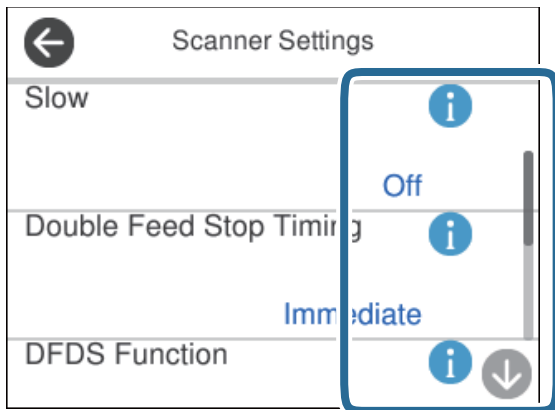 Scanner Settings
Slow
i
Off
Double Feed Stop Timing
i
Immediate
DFDS Function
i